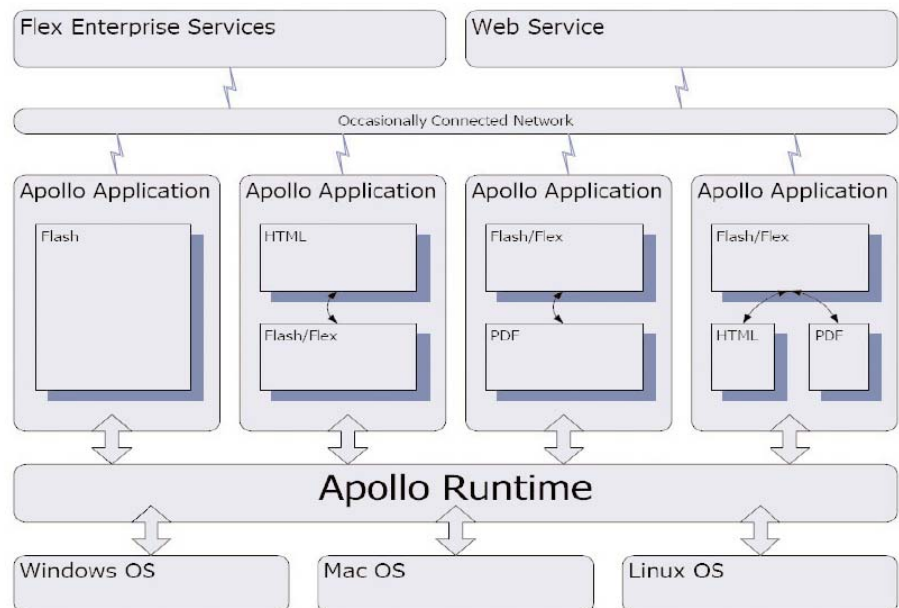 Flex Enterprise Services
Web Service
Occasionally Connected Network
Apollo Application
Flash
Apollo Application
HTML
Flash/Flex
Apollo Application
Flash/Flex
PDF
Apollo Application
Flash/Flex
HTML
PDF
Apollo Runtime
Windows OS
Mac OS
Linux OS